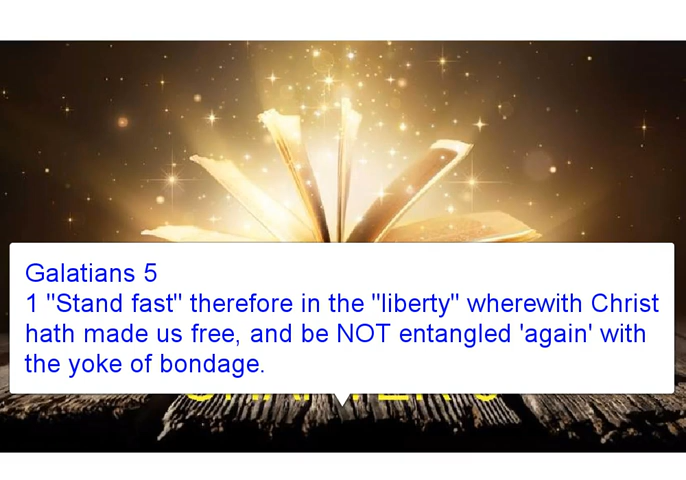 Galatians 5
1 "Stand fast" therefore in the "liberty" wherewith Christ
hath made us free, and be NOT entangled 'again' with
the yoke of bondage.